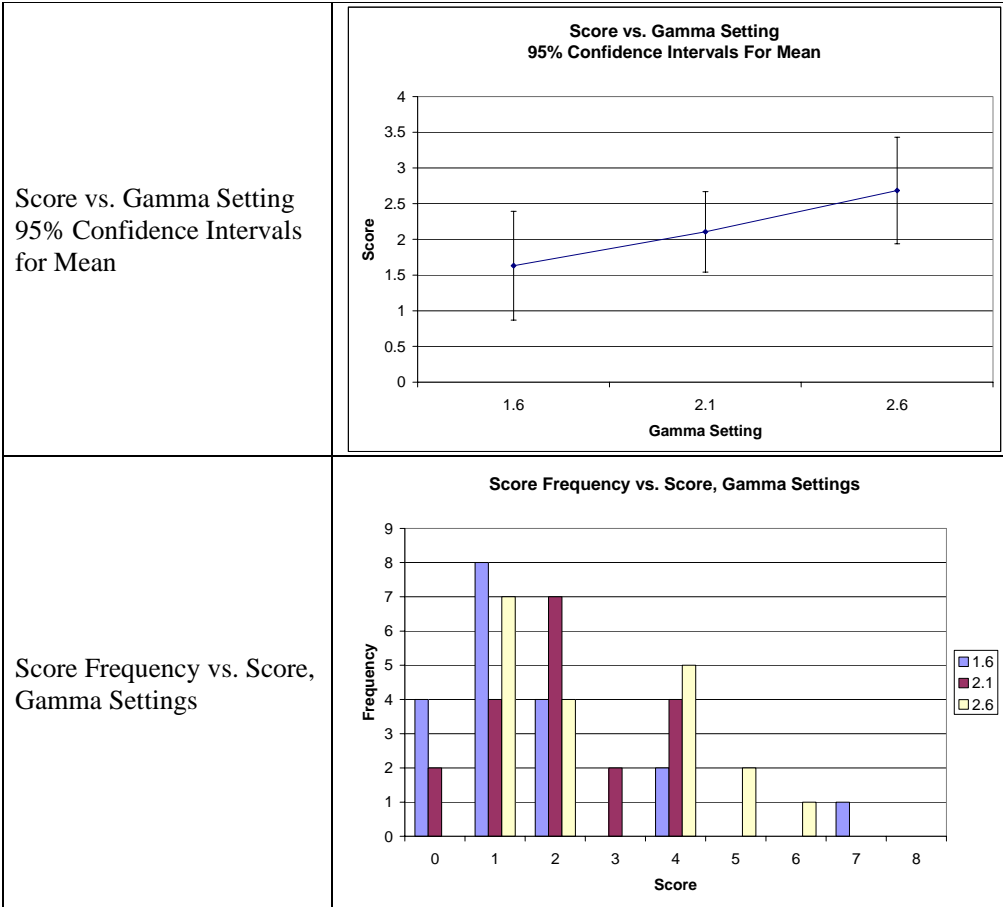 Score vs. Gamma Setting
95% Confidence Intervals
for Mean
Score vs. Gamma Setting
95% Confidence Intervals For Mean
4
3.5
3
2.5
2
1.5
1
0.5
0
Score
1.6 2.1 2.6
Gamma Setting
Score Frequency vs. Score,
Gamma Settings
Score Frequency vs. Score, Gamma Settings
9
8
7
6
5
4
3
2
1
0
Frequency
0 1 2 3 4 5 6 7 8
Score
1.6
2.1
2.6